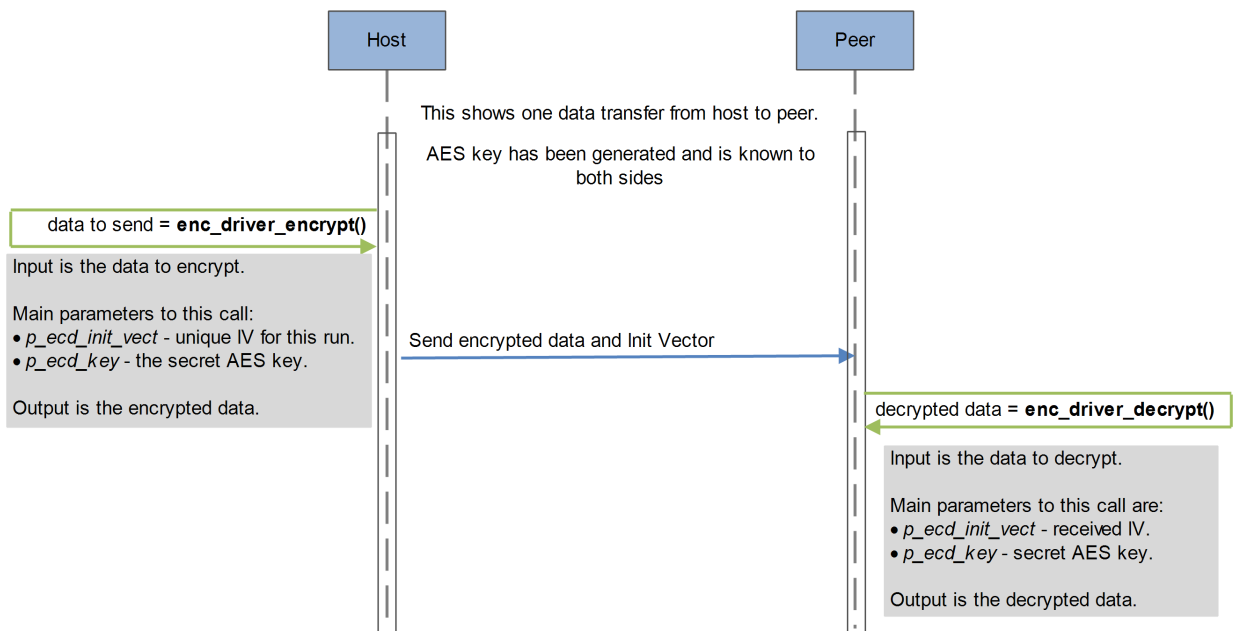 Host
Peer
This shows one data transfer from host to peer.
AES key has been generated and is known to
both sides
data to send = enc_driver_encrypt()
Input is the data to encrypt.
Main parameters to this call:
• p_ecd_init_vect - unique IV for this run.
• p_ecd_key - the secret AES key.
Output is the encrypted data.
Send encrypted data and Init Vector
decrypted data = enc_driver_decrypt()
Input is the data to decrypt.
Main parameters to this call are:
• p_ecd_init_vect - received IV.
• p_ecd_key - secret AES key.
Output is the decrypted data.